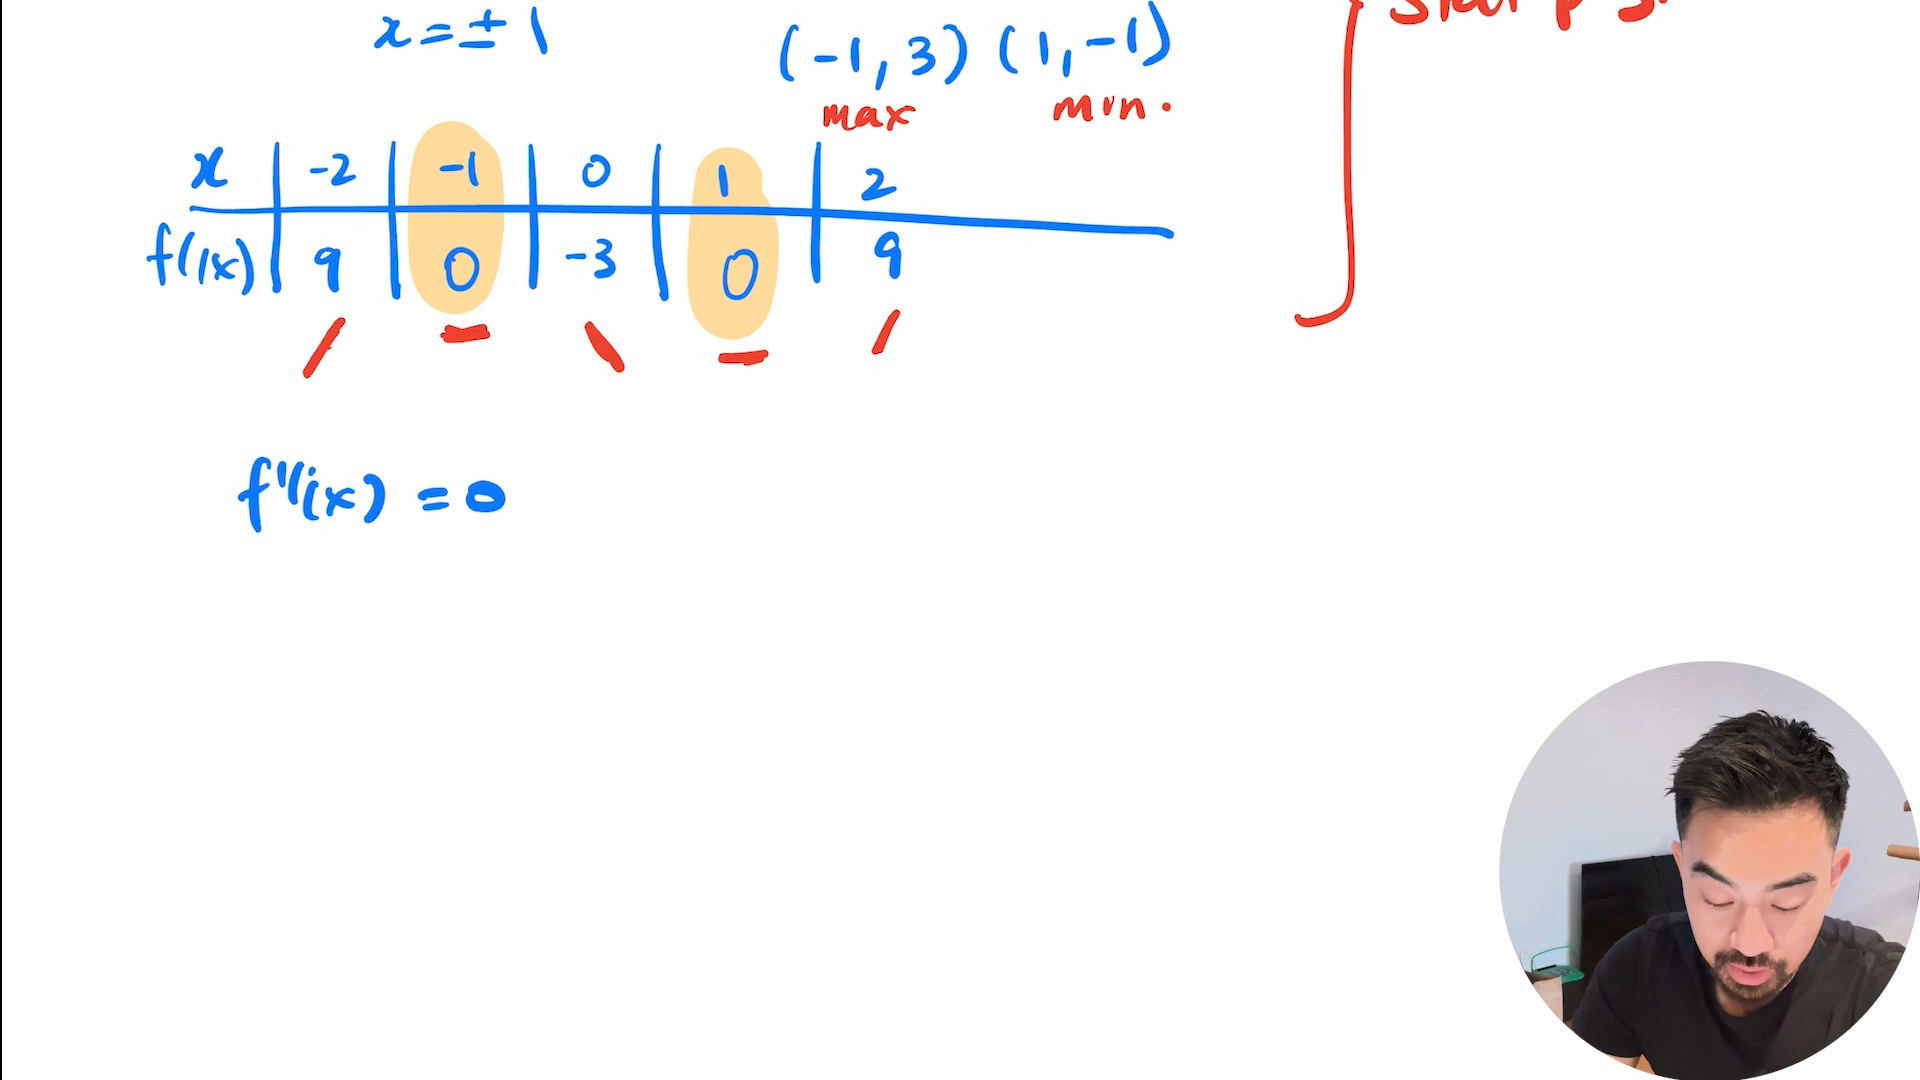 x = ± 1
(-1, 3) (1, -1)
max min.
x -2 -1 0 1 2
f'(x) 9 0 -3 0 9
f''(x) = 0